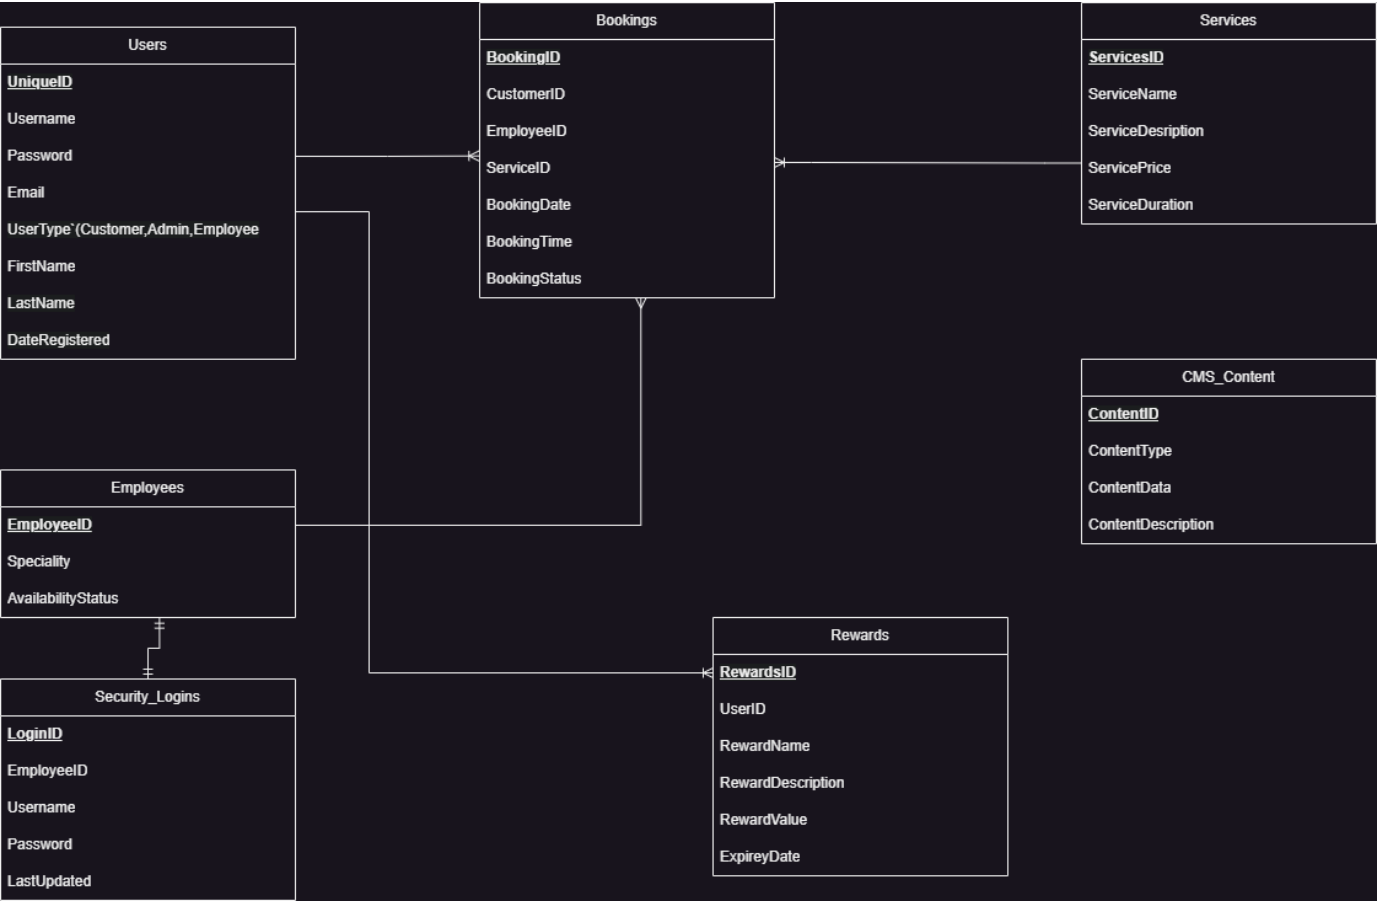 Users
UniqueID
Username
Password
Email
UserType`(Customer,Admin,Employee
FirstName
LastName
DateRegistered
Bookings
BookingID
CustomerID
EmployeeID
ServiceID
BookingDate
BookingTime
BookingStatus
Services
ServicesID
ServiceName
ServiceDesription
ServicePrice
ServiceDuration
CMS_Content
ContentID
ContentType
ContentData
ContentDescription
Employees
EmployeeID
Speciality
AvailabilityStatus
Security_Logins
LoginID
EmployeeID
Username
Password
LastUpdated
Rewards
RewardsID
UserID
RewardName
RewardDescription
RewardValue
ExpireyDate